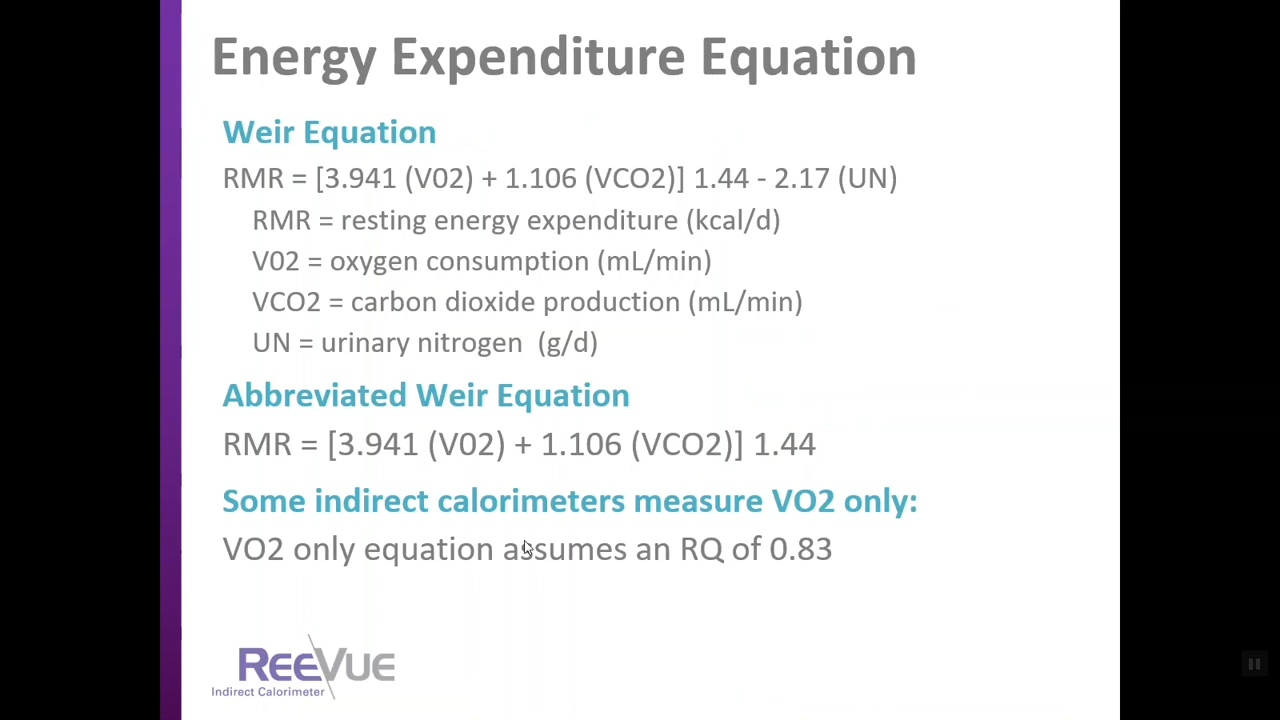 Energy Expenditure Equation
Weir Equation
RMR = [3.941 (V02) + 1.106 (VCO2)] 1.44 - 2.17 (UN)
RMR = resting energy expenditure (kcal/d)
V02 = oxygen consumption (mL/min)
VCO2 = carbon dioxide production (mL/min)
UN = urinary nitrogen (g/d)
Abbreviated Weir Equation
RMR = [3.941 (V02) + 1.106 (VCO2)] 1.44
Some indirect calorimeters measure VO2 only:
VO2 only equation assumes an RQ of 0.83
REEVUE
Indirect Calorimeter